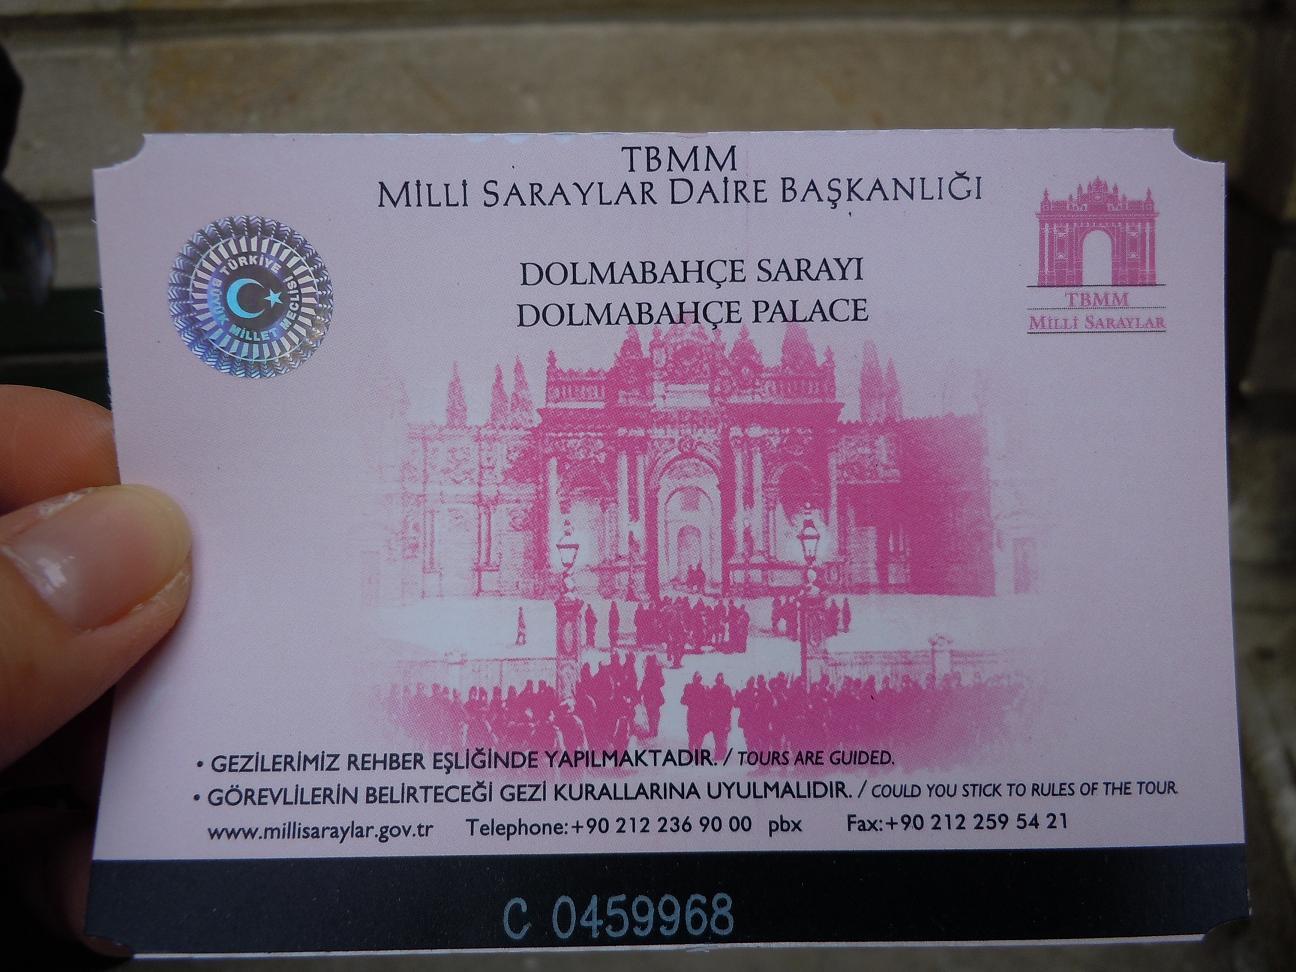 TBMM
MİLLİ SARAYLAR DAİRE BAŞKANLIĞI
TÜRKİYE BÜYÜK MİLLET MECLİSİ
DOLMABAHÇE SARAYI
DOLMABAHÇE PALACE
TBMM
MİLLİ SARAYLAR
• GEZİLERİMİZ REHBER EŞLİĞİNDE YAPILMAKTADIR. / TOURS ARE GUIDED.
• GÖREVLİLERİN BELİRTECEĞİ GEZİ KURALLARINA UYULMALIDIR. / COULD YOU STICK TO RULES OF THE TOUR
www.millisaraylar.gov.tr Telephone:+90 212 236 90 00 pbx Fax:+90 212 259 54 21
C 0459968